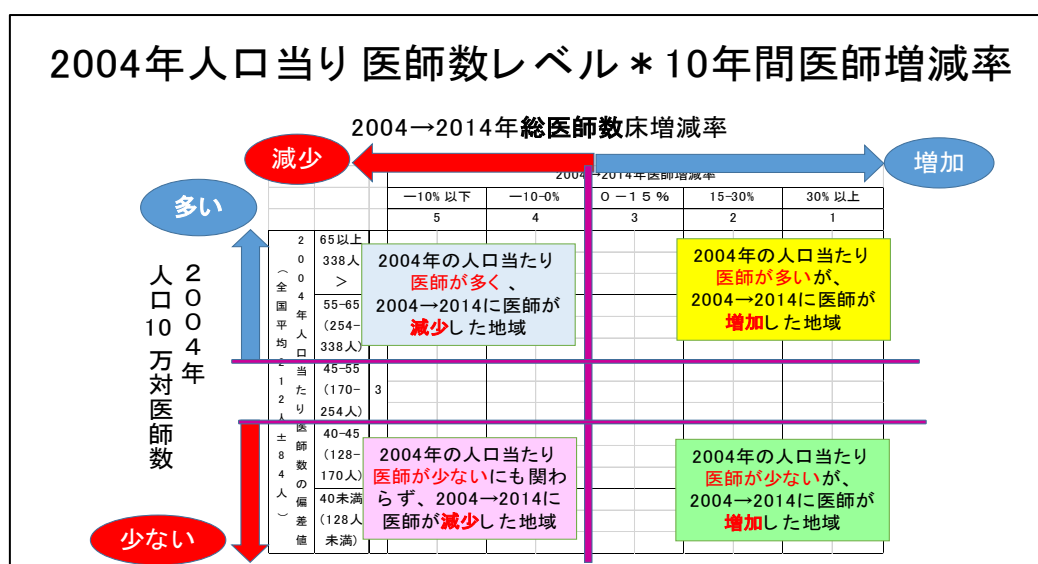 2004年人口当り医師数レベル＊10年間医師増減率
2004→2014年総医師数床増減率
減少
増加
2004→2014年医師増減率
－10%以下
－10-0%
0－15%
15-30%
30%以上
5
4
3
2
1
多い
2004年
人口10万対医師数
少ない
2004年人口当たり医師数の偏差値
（全国平均212人±84人）
65以上
338人
＞
55-65
(254-
338人)
45-55
(170-
254人)
3
40-45
(128-
170人)
40未満
(128人
未満)
2004年の人口当たり
医師が多く、
2004→2014に医師が
減少した地域
2004年の人口当たり
医師が多いが、
2004→2014に医師が
増加した地域
2004年の人口当たり
医師が少ないにも関わ
らず、2004→2014に
医師が減少した地域
2004年の人口当たり
医師が少ないが、
2004→2014に医師が
増加した地域